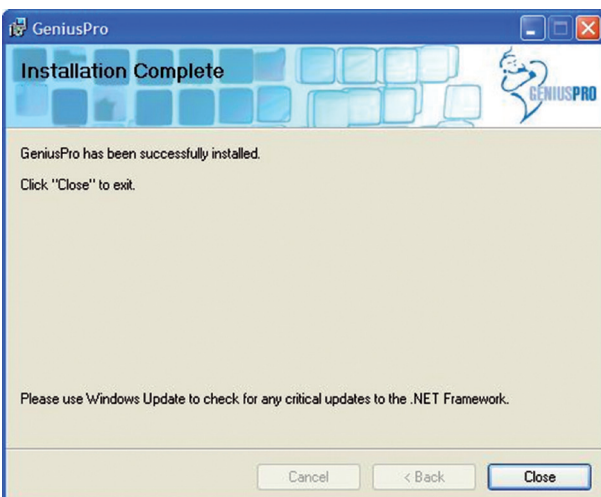 GeniusPro
Installation Complete
GENIUSPRO
GeniusPro has been successfully installed.
Click "Close" to exit.
Please use Windows Update to check for any critical updates to the .NET Framework.
Cancel
< Back
Close